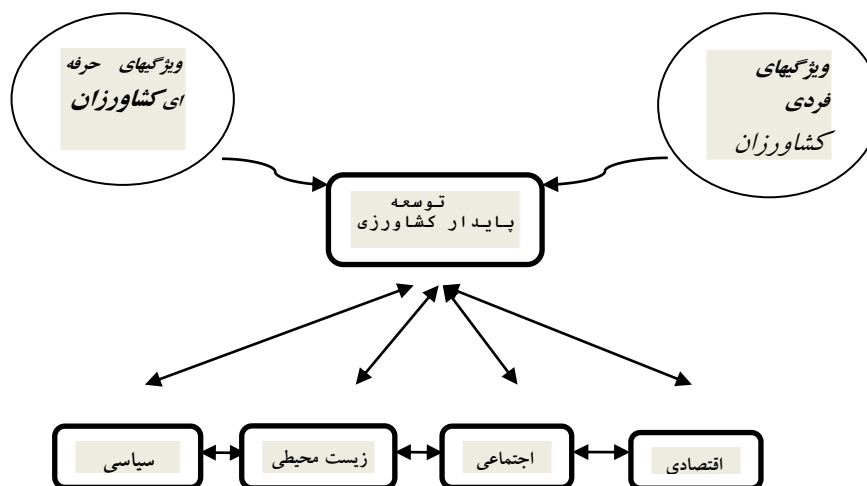 ویژگیهای
فردی
کشاورزان
ویژگیهای حرفه
ای کشاورزان
توسعه
پایدار کشاورزی
اقتصادی
اجتماعی
زیست محیطی
سیاسی